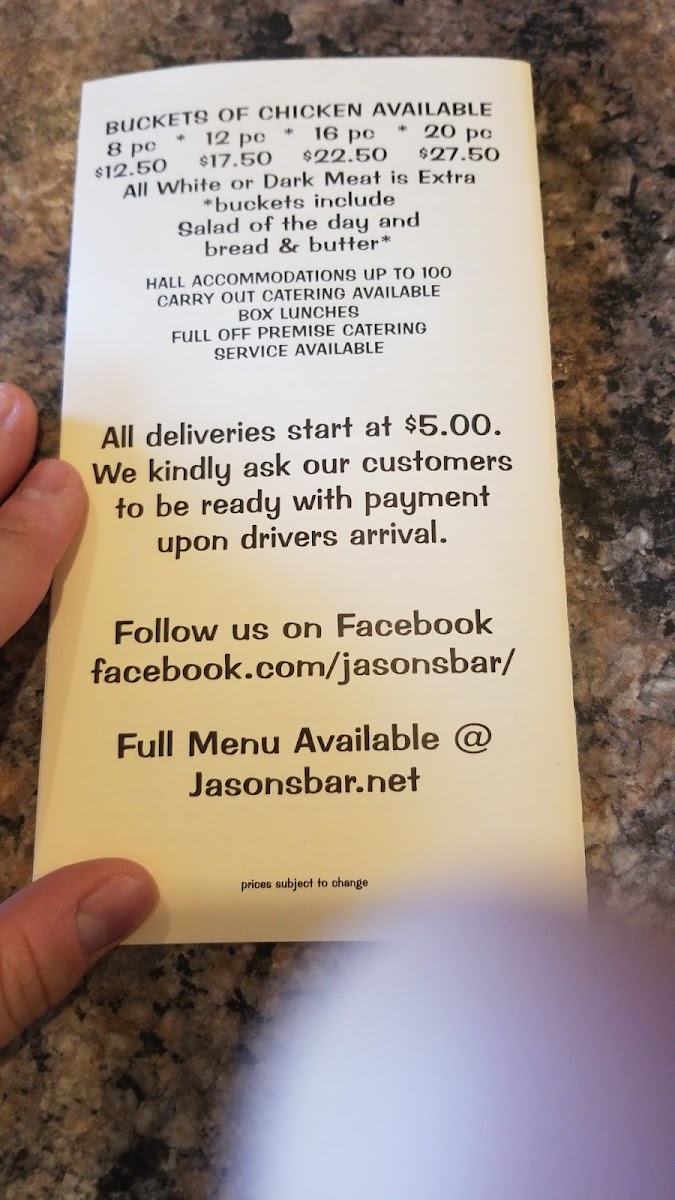 BUCKETS OF CHICKEN AVAILABLE
8 pc * 12 pc * 16 pc * 20 pc
$12.50 $17.50 $22.50 $27.50
All White or Dark Meat is Extra
*buckets include
Salad of the day and
bread & butter*
HALL ACCOMMODATIONS UP TO 100
CARRY OUT CATERING AVAILABLE
BOX LUNCHES
FULL OFF PREMISE CATERING
SERVICE AVAILABLE
All deliveries start at $5.00.
We kindly ask our customers
to be ready with payment
upon drivers arrival.
Follow us on Facebook
facebook.com/jasonsbar/
Full Menu Available @
Jasonsbar.net
prices subject to change